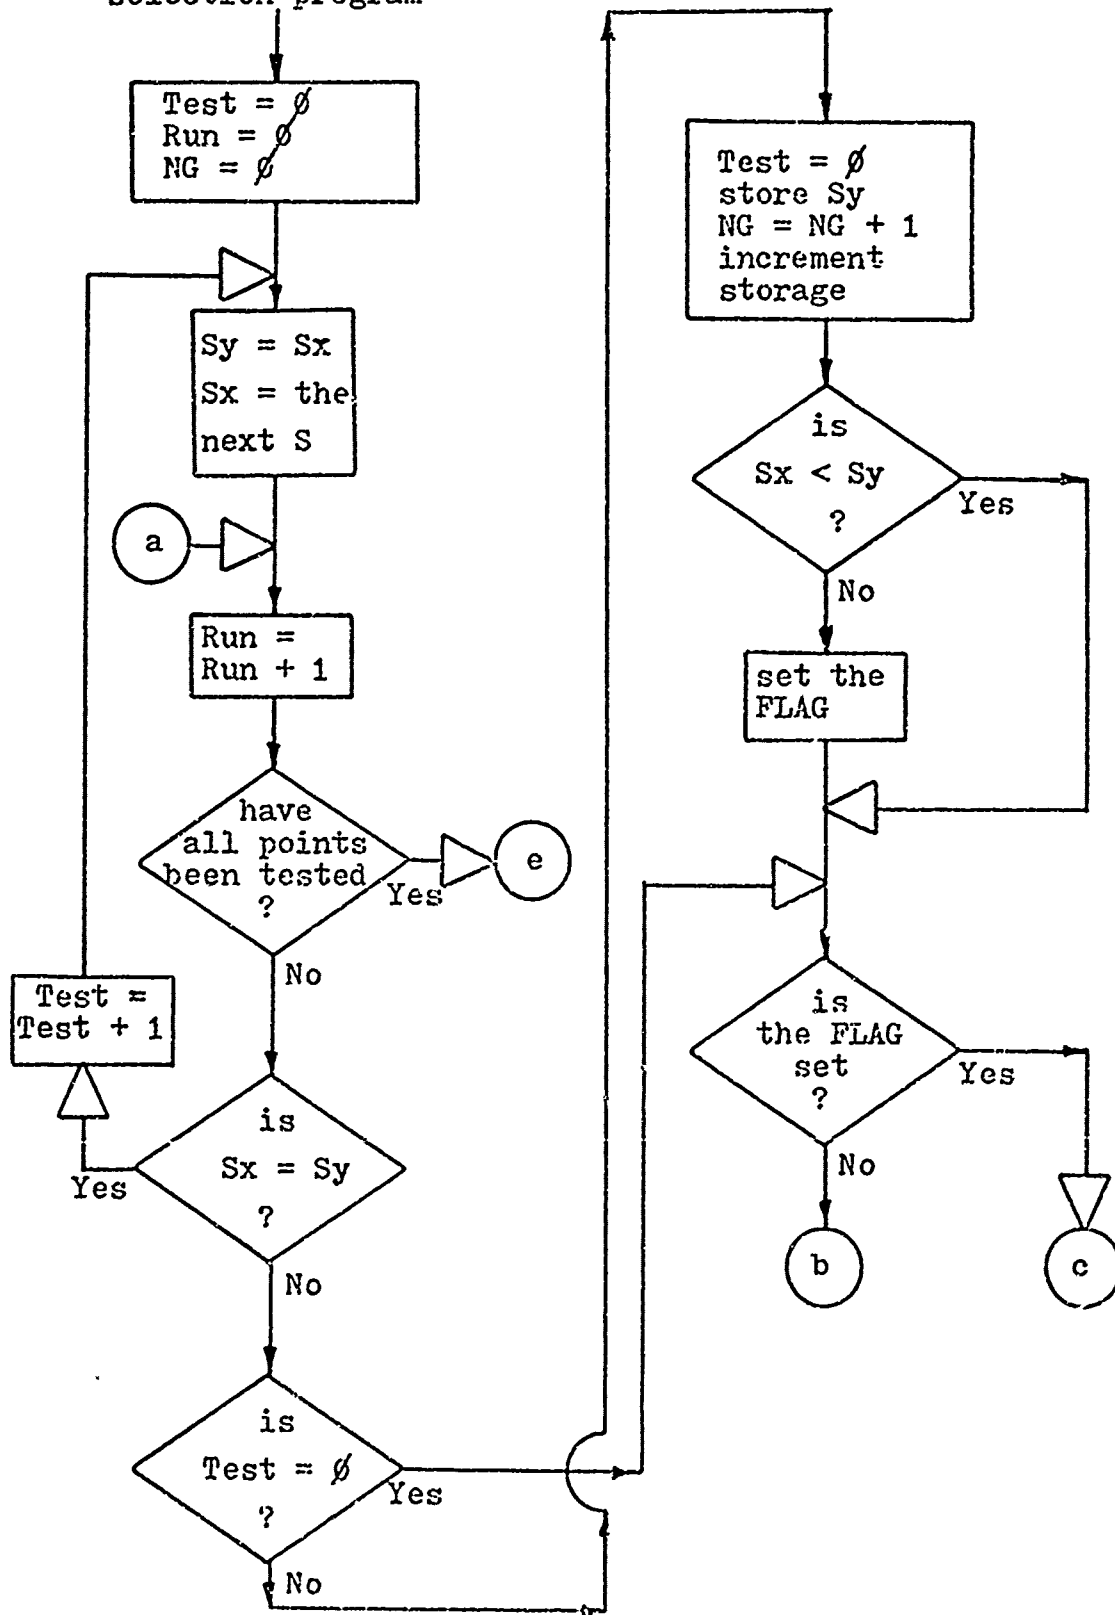 selection program
Test = ∅
Run = ∅
NG = ∅
Sy = Sx
Sx = the
next S
a
Run =
Run + 1
have
all points
been tested
?
Yes
e
No
Test =
Test + 1
is
Sx = Sy
?
Yes
No
is
Test = ∅
?
Yes
No
Test = ∅
store Sy
NG = NG + 1
increment
storage
is
Sx < Sy
?
Yes
No
set the
FLAG
is
the FLAG
set
?
Yes
No
b
c